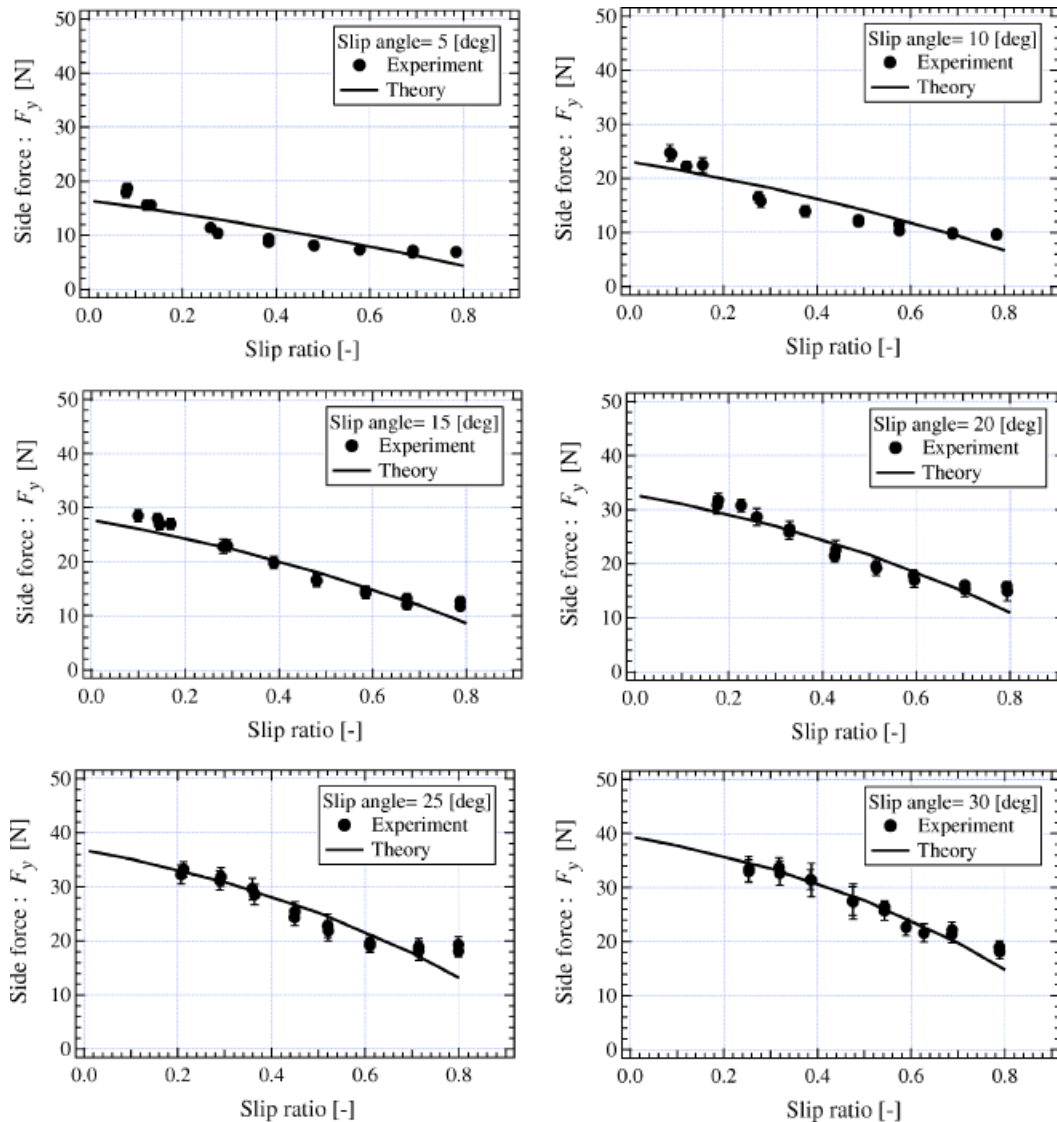 Slip angle= 5 [deg]
Experiment
Theory
Side force : Fy [N]
50
40
30
20
10
0
0.0 0.2 0.4 0.6 0.8
Slip ratio [-]
Slip angle= 10 [deg]
Experiment
Theory
Side force : Fy [N]
50
40
30
20
10
0
0.0 0.2 0.4 0.6 0.8
Slip ratio [-]
Slip angle= 15 [deg]
Experiment
Theory
Side force : Fy [N]
50
40
30
20
10
0
0.0 0.2 0.4 0.6 0.8
Slip ratio [-]
Slip angle= 20 [deg]
Experiment
Theory
Side force : Fy [N]
50
40
30
20
10
0
0.0 0.2 0.4 0.6 0.8
Slip ratio [-]
Slip angle= 25 [deg]
Experiment
Theory
Side force : Fy [N]
50
40
30
20
10
0
0.0 0.2 0.4 0.6 0.8
Slip ratio [-]
Slip angle= 30 [deg]
Experiment
Theory
Side force : Fy [N]
50
40
30
20
10
0
0.0 0.2 0.4 0.6 0.8
Slip ratio [-]